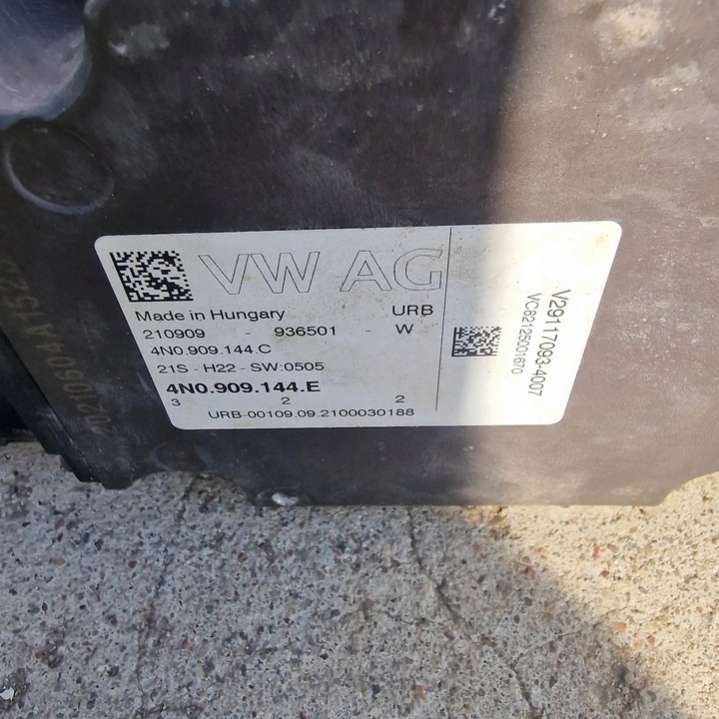 VW AG
Made in Hungary URB
210909 - 936501 - W
4N0.909.144.C
21S - H22 - SW:0505
4N0.909.144.E
3 2 2
URB-00109.09.2100030188
V29117093-4007
VC82125001670